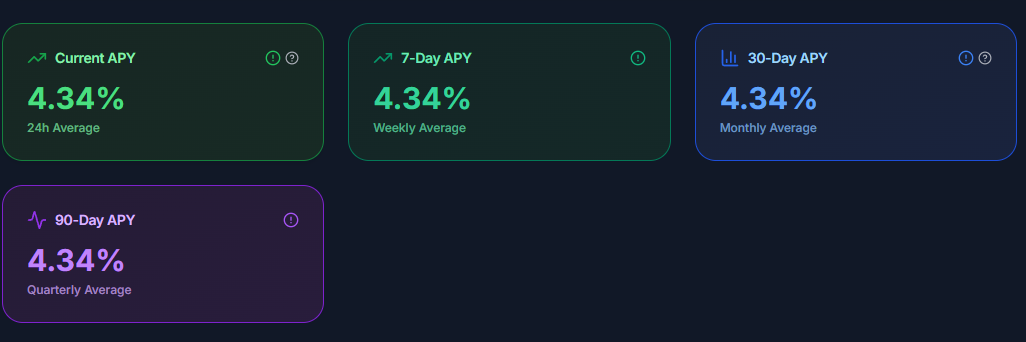 Current APY
4.34%
24h Average
7-Day APY
4.34%
Weekly Average
30-Day APY
4.34%
Monthly Average
90-Day APY
4.34%
Quarterly Average